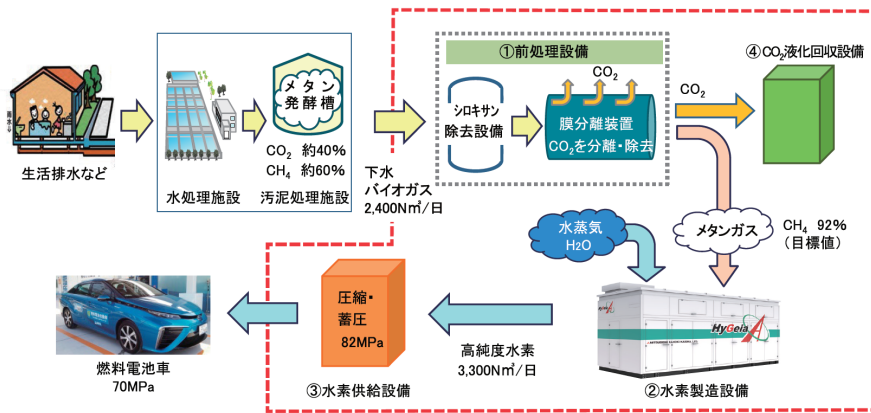 雨水
生活排水など
メタン
発酵槽
CO₂ 約40%
CH₄ 約60%
水処理施設
汚泥処理施設
下水
バイオガス
2,400N㎥/日
①前処理設備
シロキサン
除去設備
CO₂
膜分離装置
CO₂を分離・除去
CO₂
④CO₂液化回収設備
水蒸気
H₂O
メタンガス
CH₄ 92%
（目標値）
HyGeia
②水素製造設備
高純度水素
3,300N㎥/日
圧縮・
蓄圧
82MPa
③水素供給設備
燃料電池車
70MPa